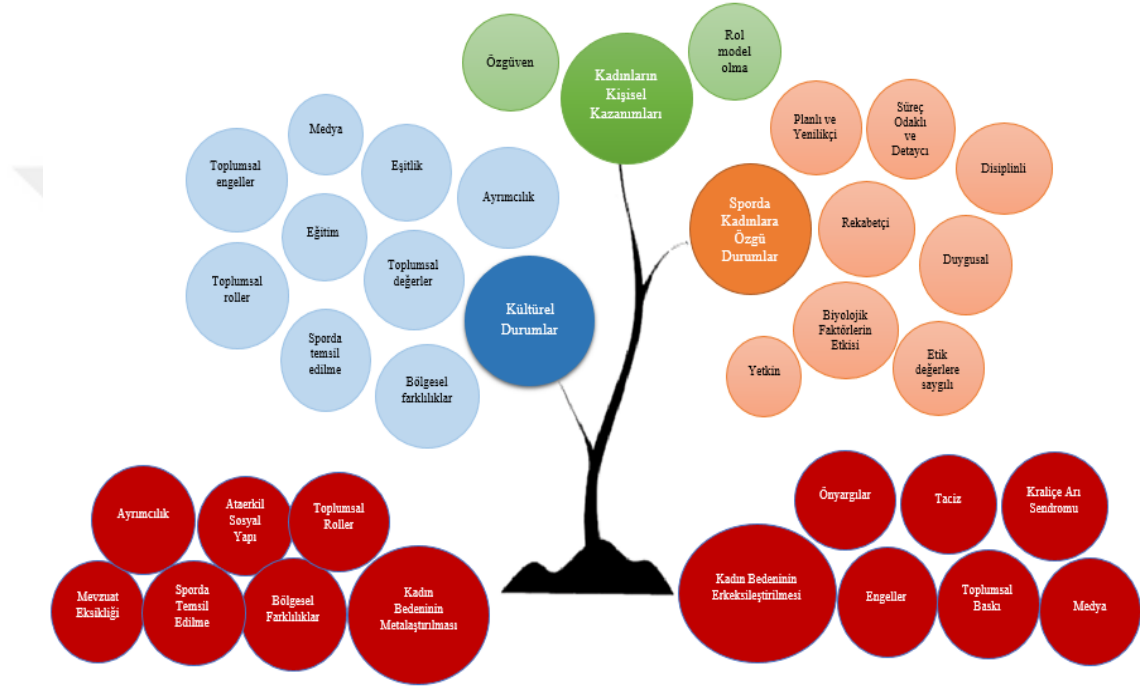 Özgüven
Kadınların
Kişisel
Kazanımları
Rol
model
olma
Medya
Toplumsal
engeller
Eşitlik
Ayrımcılık
Eğitim
Toplumsal
roller
Toplumsal
değerler
Sporda
temsil
edilme
Bölgesel
farklılıklar
Kültürel
Durumlar
Planlı ve
Yenilikçi
Süreç
Odaklı
ve
Detaycı
Disiplinli
Sporda
Kadınlara
Özgü
Durumlar
Rekabetçi
Duygusal
Biyolojik
Faktörlerin
Etkisi
Yetkin
Etik
değerlere
saygılı
Ayrımcılık
Ataerkil
Sosyal
Yapı
Toplumsal
Roller
Mevzuat
Eksikliği
Sporda
Temsil
Edilme
Bölgesel
Farklılıklar
Kadın
Bedeninin
Metalaştırılması
Önyargılar
Taciz
Kraliçe Arı
Sendromu
Kadın Bedeninin
Erkeksileştirilmesi
Engeller
Toplumsal
Baskı
Medya